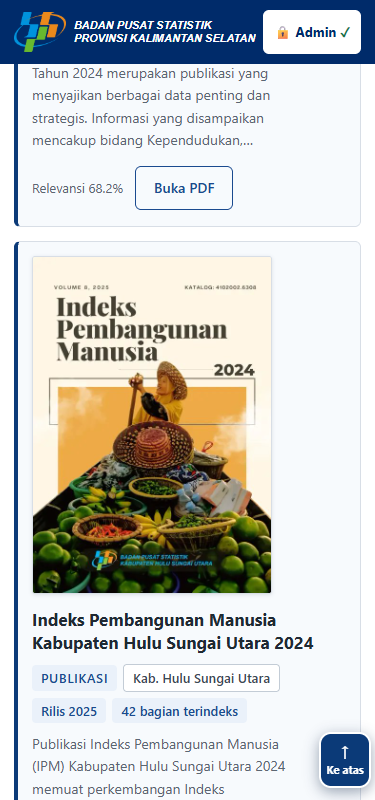 BADAN PUSAT STATISTIK
PROVINSI KALIMANTAN SELATAN
Admin ✓
Tahun 2024 merupakan publikasi yang
menyajikan berbagai data penting dan
strategis. Informasi yang disampaikan
mencakup bidang Kependudukan,...
Relevansi 68.2%
Buka PDF
VOLUME 8, 2025
KATALOG: 4102002.6308
Indeks
Pembangunan
Manusia
2024
BADAN PUSAT STATISTIK
KABUPATEN HULU SUNGAI UTARA
Indeks Pembangunan Manusia
Kabupaten Hulu Sungai Utara 2024
PUBLIKASI
Kab. Hulu Sungai Utara
Rilis 2025
42 bagian terindeks
Publikasi Indeks Pembangunan Manusia
(IPM) Kabupaten Hulu Sungai Utara 2024
memuat perkembangan Indeks
↑
Ke atas